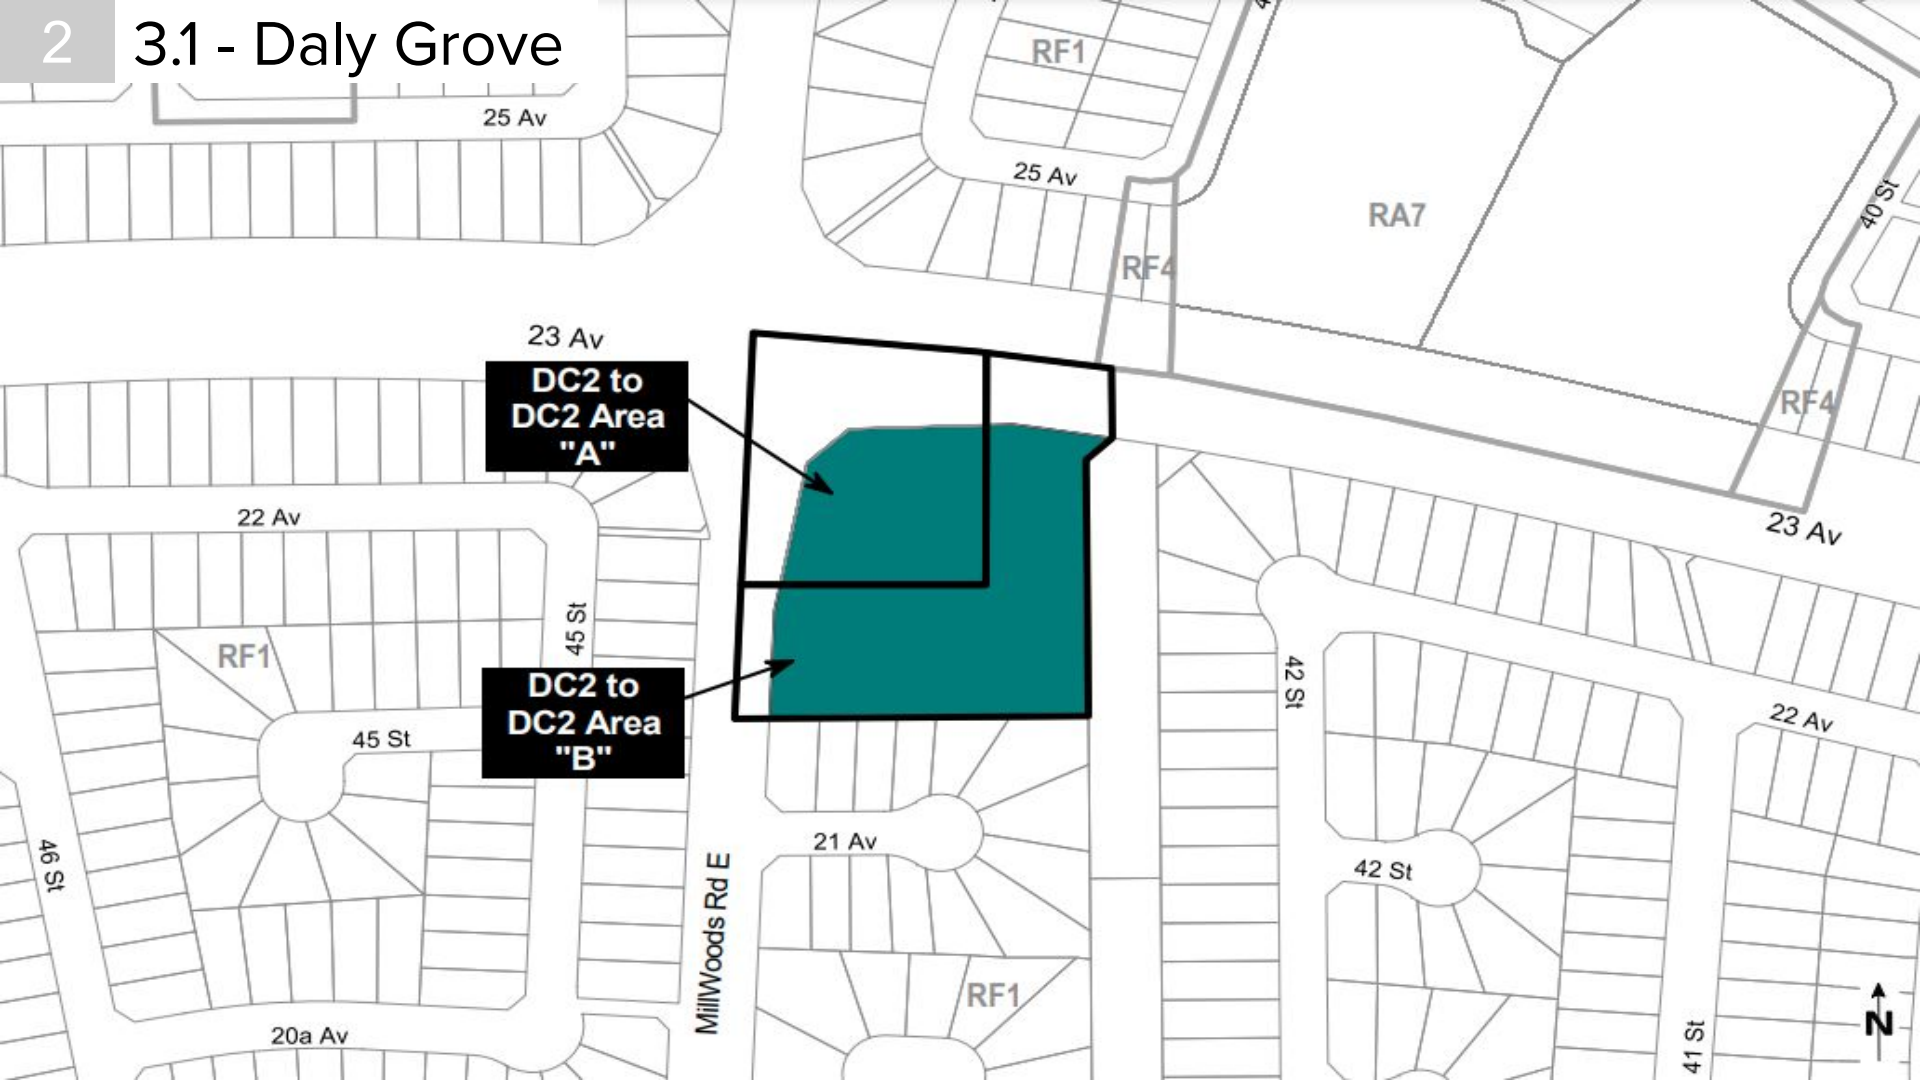 2
3.1 - Daly Grove
RF1
25 Av
25 Av
RA7
40 St
RF4
23 Av
DC2 to
DC2 Area
"A"
RF4
22 Av
23 Av
45 St
RF1
42 St
DC2 to
DC2 Area
"B"
22 Av
45 St
21 Av
46 St
42 St
MillWoods Rd E
RF1
N
20a Av
41 St